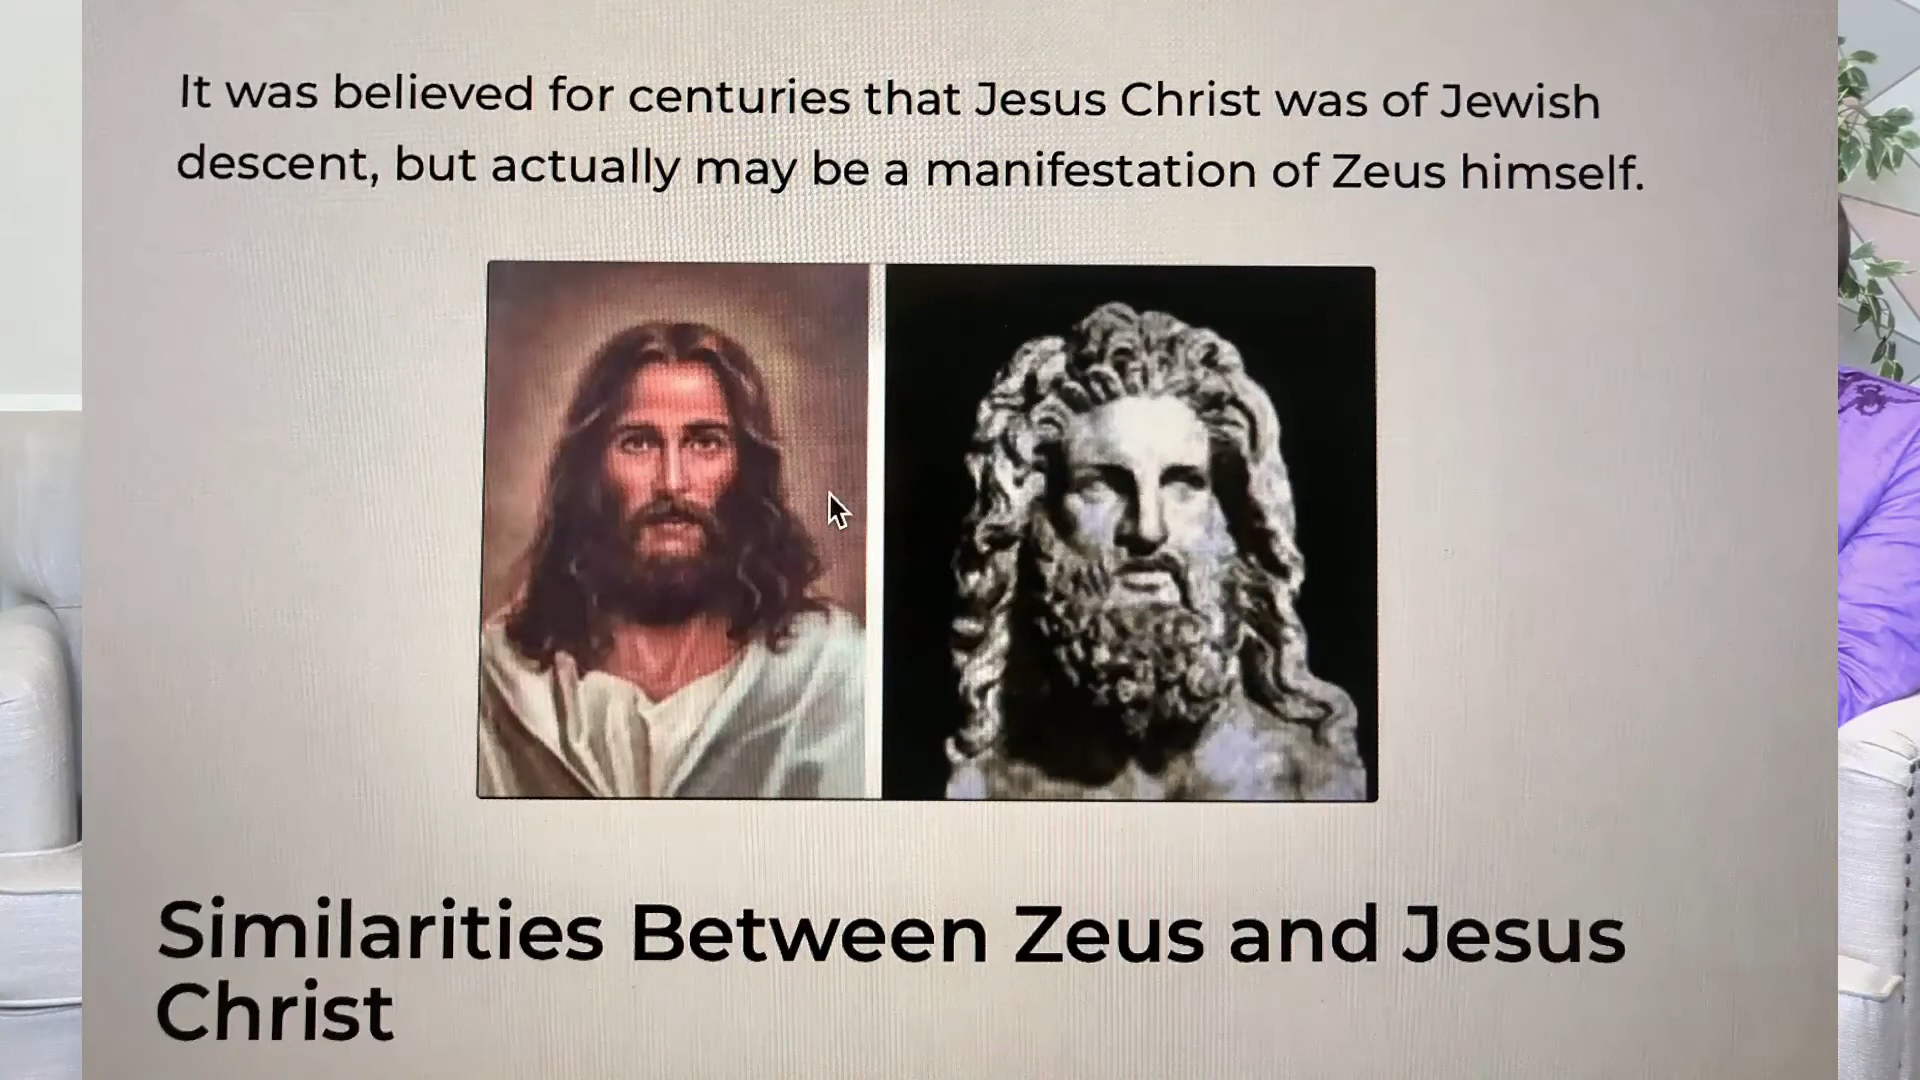 It was believed for centuries that Jesus Christ was of Jewish
descent, but actually may be a manifestation of Zeus himself.
Similarities Between Zeus and Jesus
Christ